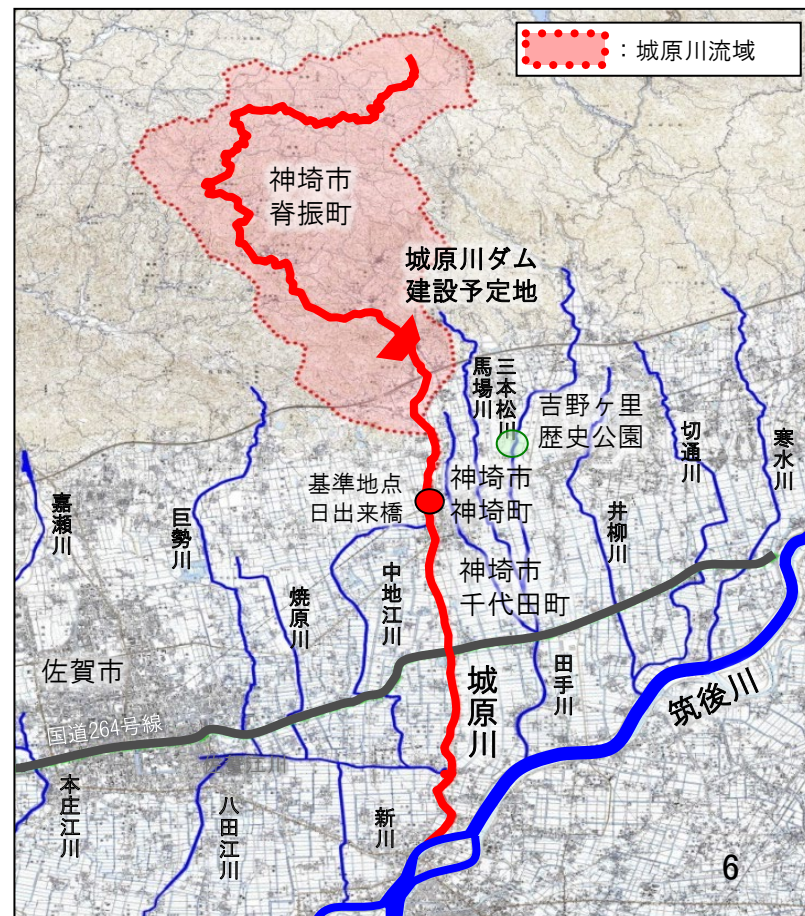 ：城原川流域
神埼市
脊振町
城原川ダム
建設予定地
馬場川
三本松川
吉野ヶ里
歴史公園
切通川
寒水川
嘉瀬川
巨勢川
基準地点
日出来橋
神埼市
神埼町
井柳川
焼原川
中地江川
神埼市
千代田町
佐賀市
田手川
城原川
筑後川
国道264号線
本庄江川
八田江川
新川
6